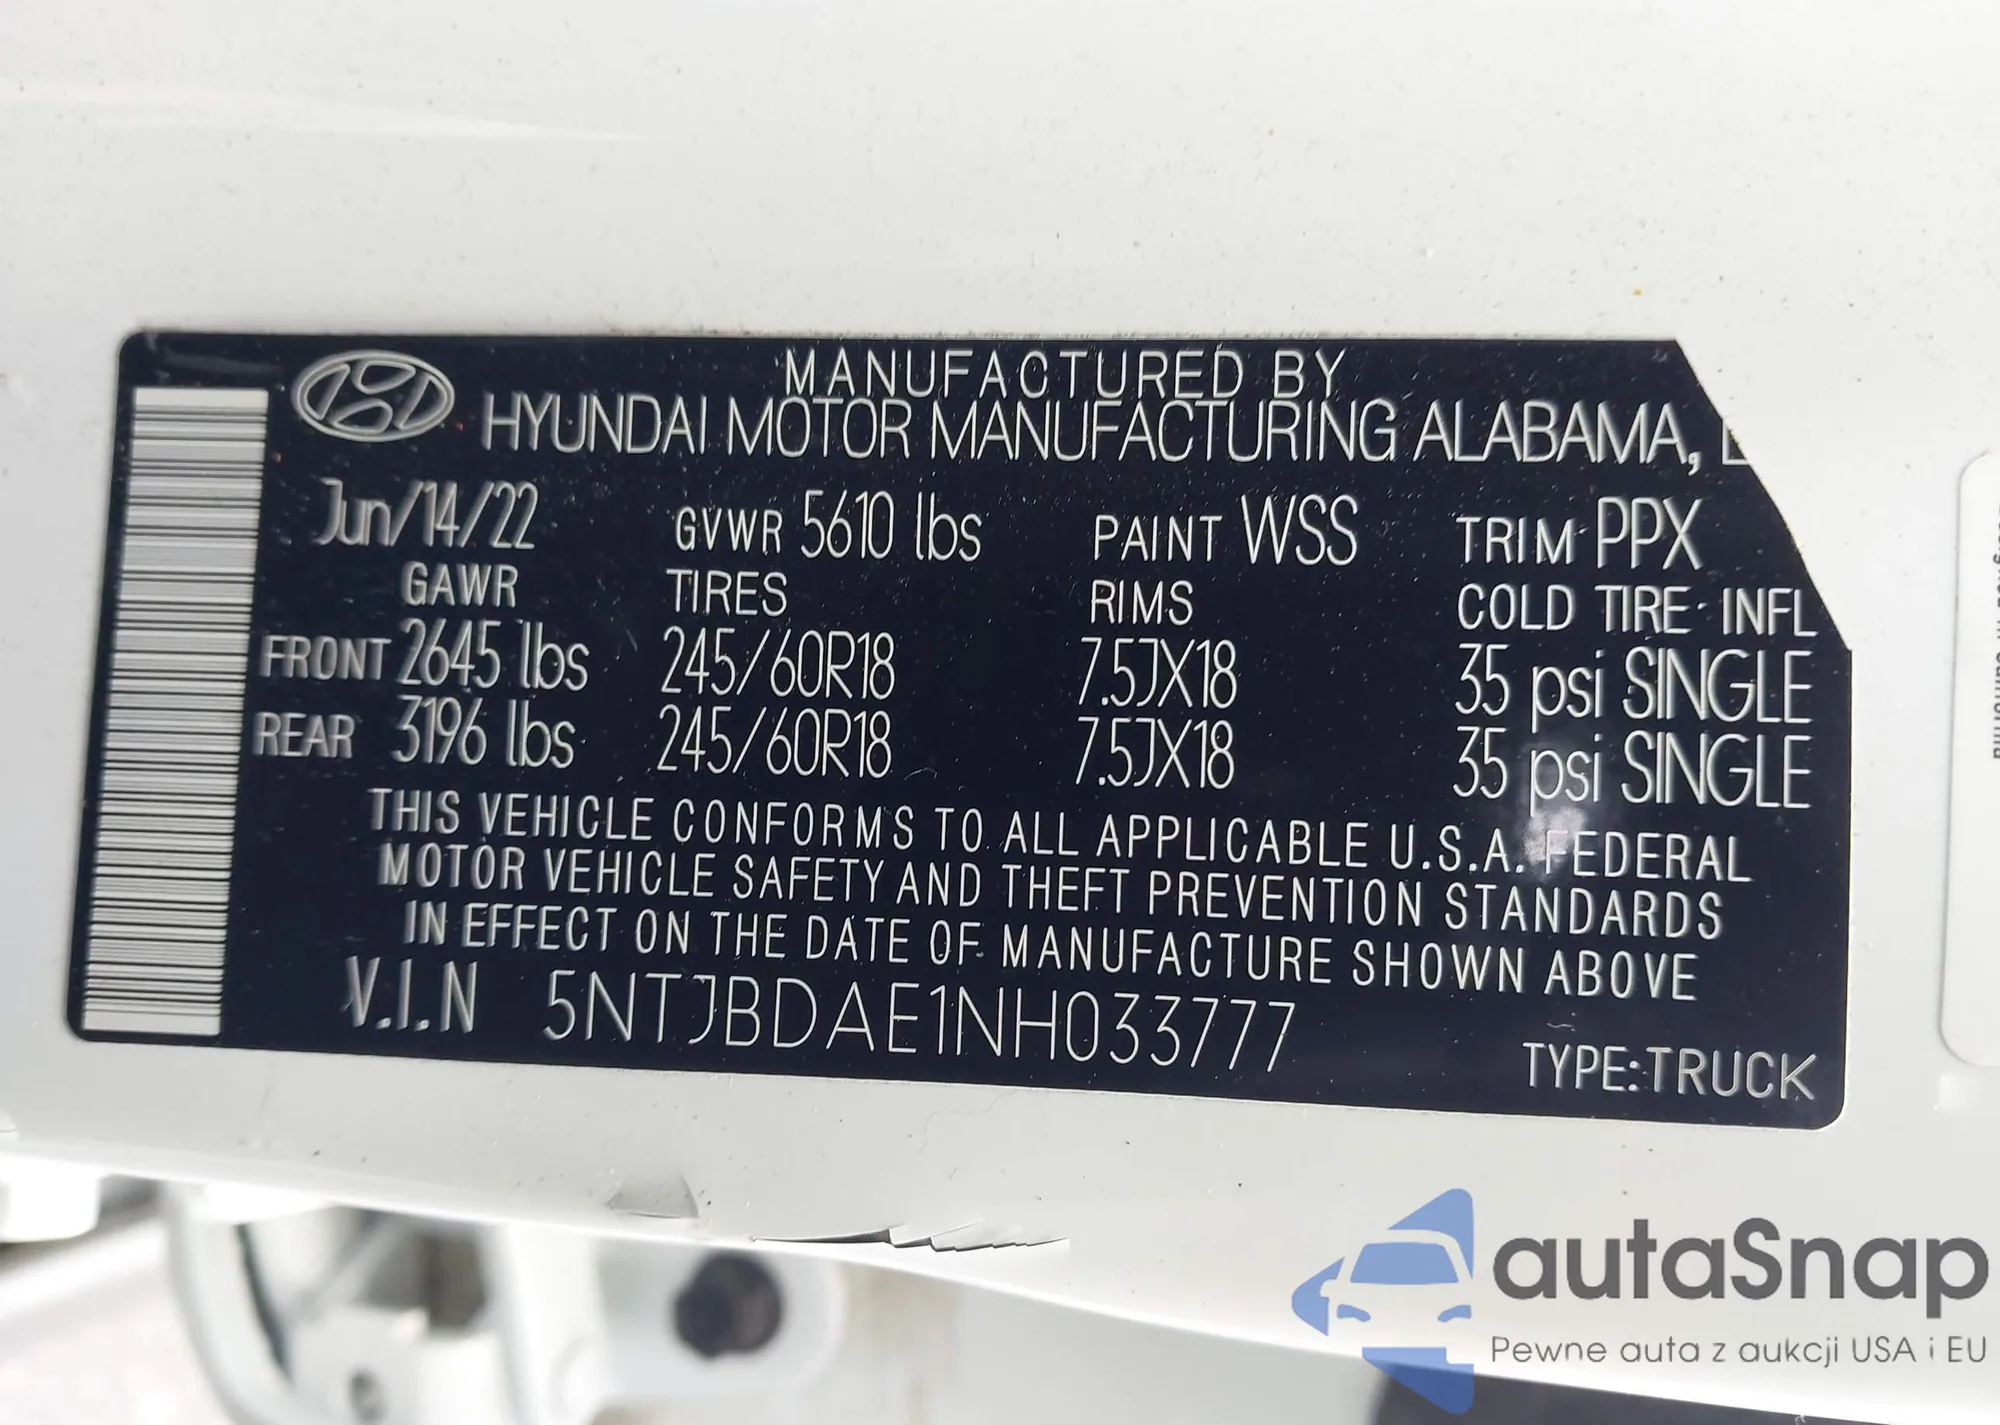 MANUFACTURED BY
HYUNDAI MOTOR MANUFACTURING ALABAMA,
Jun/14/22 GVWR 5610 lbs PAINT WSS TRIM PPX
GAWR TIRES RIMS COLD TIRE INFL
FRONT 2645 lbs 245/60R18 7.5JX18 35 psi SINGLE
REAR 3196 lbs 245/60R18 7.5JX18 35 psi SINGLE
THIS VEHICLE CONFORMS TO ALL APPLICABLE U.S.A. FEDERAL
MOTOR VEHICLE SAFETY AND THEFT PREVENTION STANDARDS
IN EFFECT ON THE DATE OF MANUFACTURE SHOWN ABOVE
V.I.N 5NTJBDAE1NH033777
TYPE:TRUCK
autaSnap
Pewne auta z aukcji USA i EU